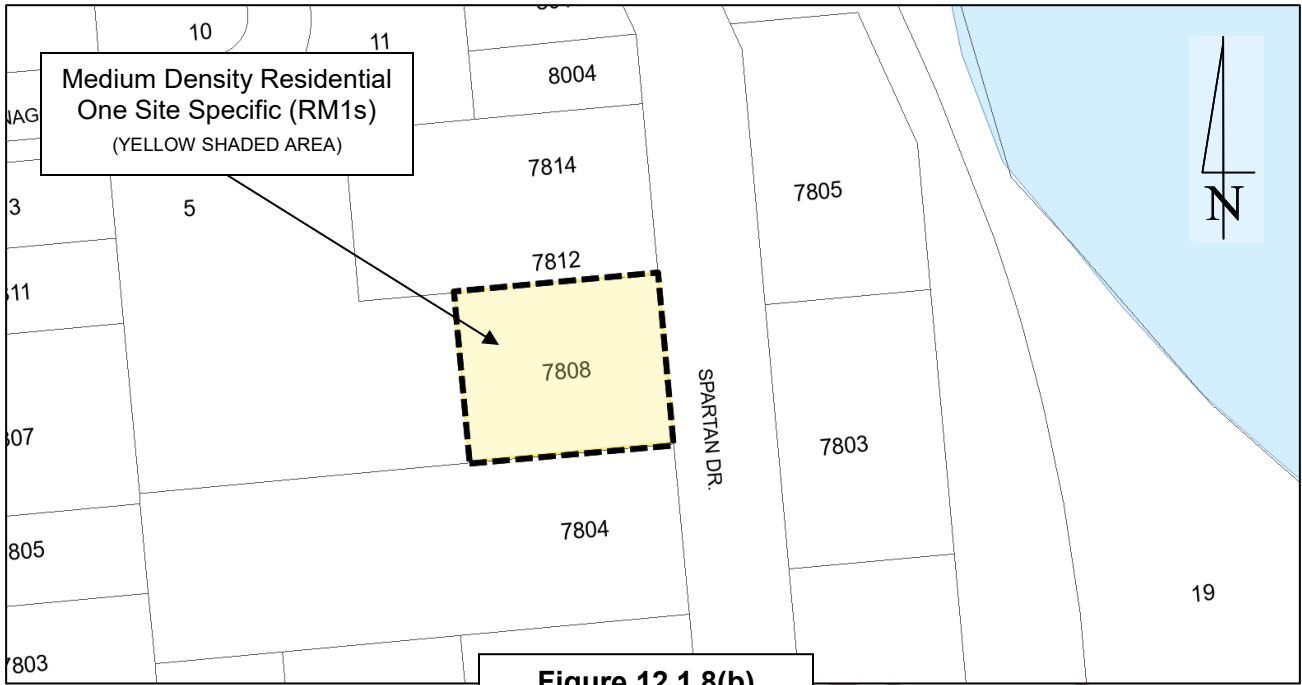 10
11
8004
Medium Density Residential
One Site Specific (RM1s)
(YELLOW SHADED AREA)
7814
7805
N
3
5
7812
7808
SPARTAN DR.
7803
7804
805
19
7803
Figure 12.1.8(b)